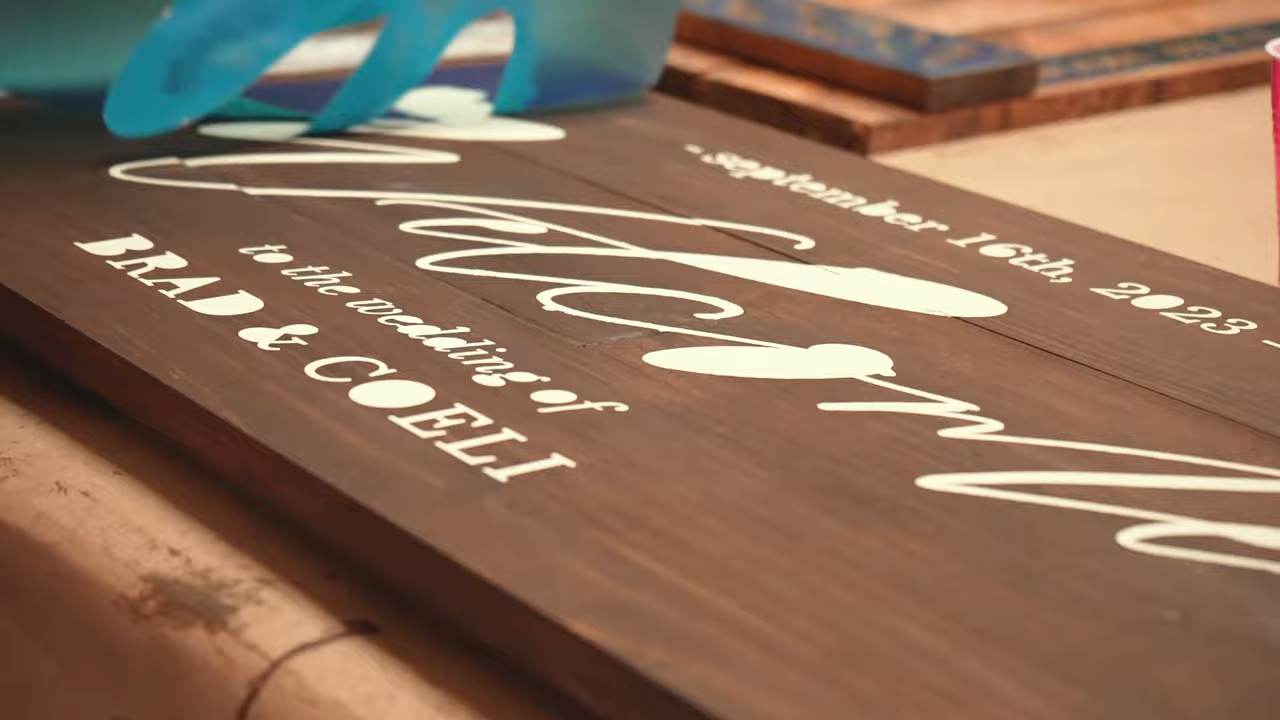 to the wedding of
BRAD & COELI
- september 16th, 2023 -